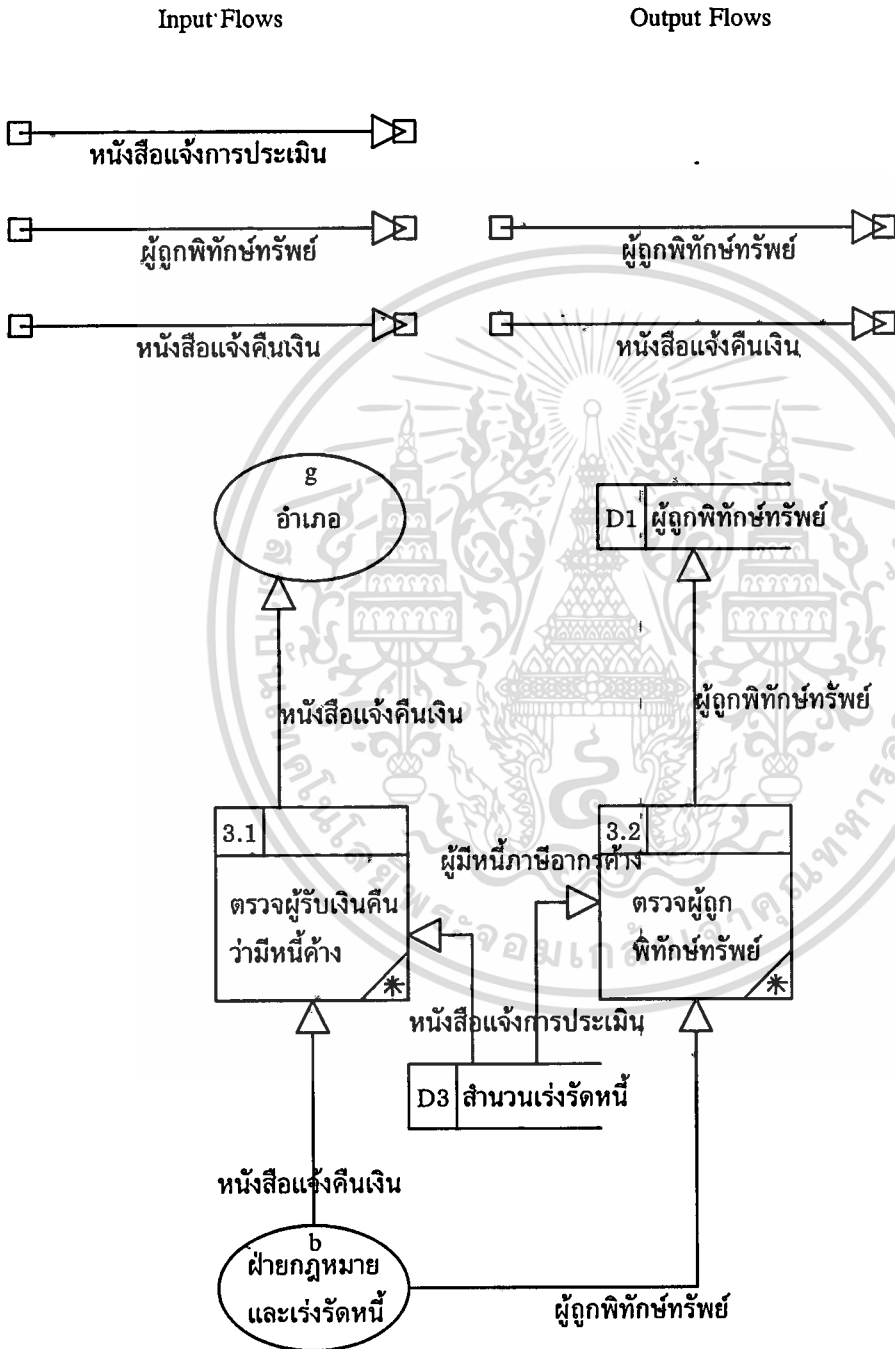 Input Flows
Output Flows
หนังสือแจ้งการประเมิน
ผู้ถูกพิทักษ์ทรัพย์
ผู้ถูกพิทักษ์ทรัพย์
หนังสือแจ้งคืนเงิน
หนังสือแจ้งคืนเงิน
g
อำเภอ
D1
ผู้ถูกพิทักษ์ทรัพย์
หนังสือแจ้งคืนเงิน
ผู้ถูกพิทักษ์ทรัพย์
3.1
ตรวจผู้รับเงินคืน
ว่ามีหนี้ค้าง
*
ผู้มีหนี้ภาษีอากรค้าง
3.2
ตรวจผู้ถูก
พิทักษ์ทรัพย์
*
หนังสือแจ้งการประเมิน
D3
สำนวนเร่งรัดหนี้
หนังสือแจ้งคืนเงิน
b
ฝ่ายกฎหมาย
และเร่งรัดหนี้
ผู้ถูกพิทักษ์ทรัพย์